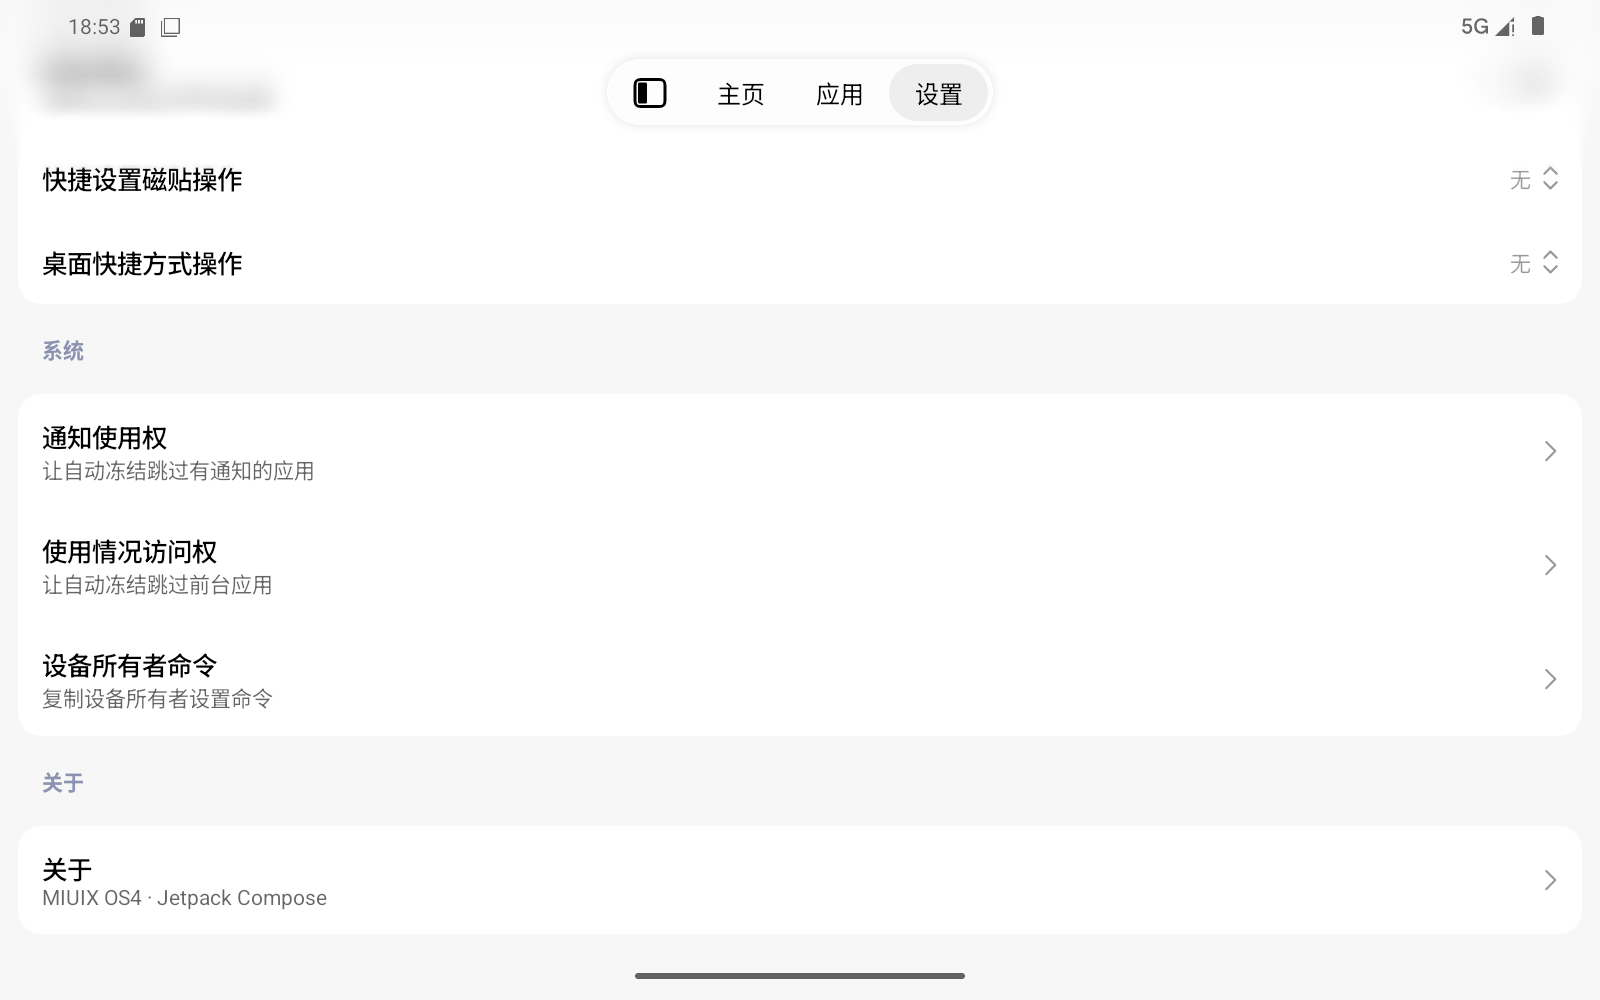 18:53
5G
主页
应用
设置
快捷设置磁贴操作
无
桌面快捷方式操作
无
系统
通知使用权
让自动冻结跳过有通知的应用
使用情况访问权
让自动冻结跳过前台应用
设备所有者命令
复制设备所有者设置命令
关于
关于
MIUIX OS4 · Jetpack Compose